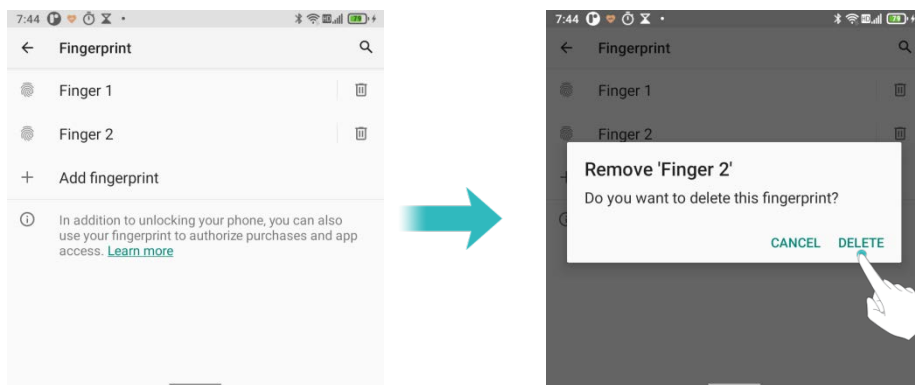 7:44
Fingerprint
Finger 1
Finger 2
Add fingerprint
In addition to unlocking your phone, you can also
use your fingerprint to authorize purchases and app
access. Learn more
7:44
Fingerprint
Finger 1
Finger 2
Remove 'Finger 2'
Do you want to delete this fingerprint?
CANCEL DELETE